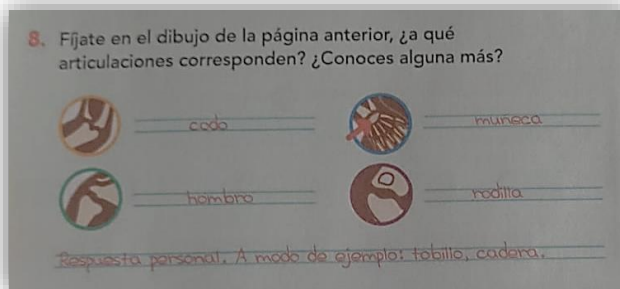 8. Fíjate en el dibujo de la página anterior, ¿a qué
articulaciones corresponden? ¿Conoces alguna más?
codo
muñeca
hombro
rodilla
Respuesta personal. A modo de ejemplo: tobillo, cadera.